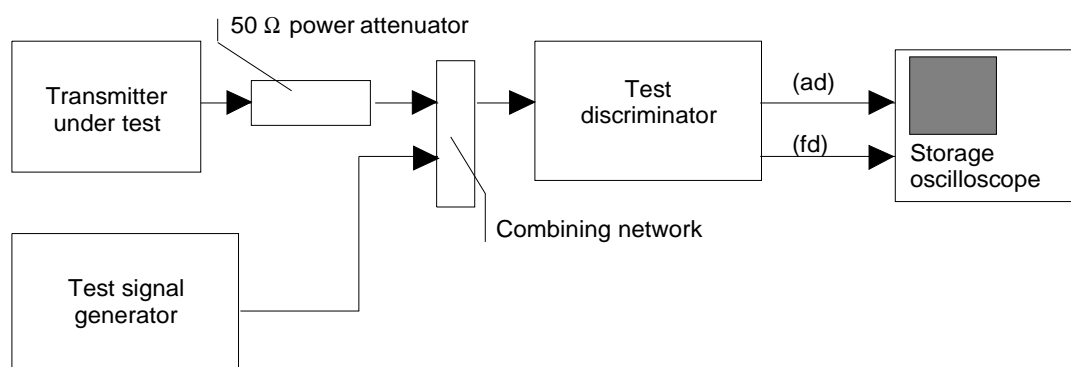 50 Ω power attenuator
Transmitter
under test
Test
discriminator
(ad)
(fd)
Storage
oscilloscope
Combining network
Test signal
generator